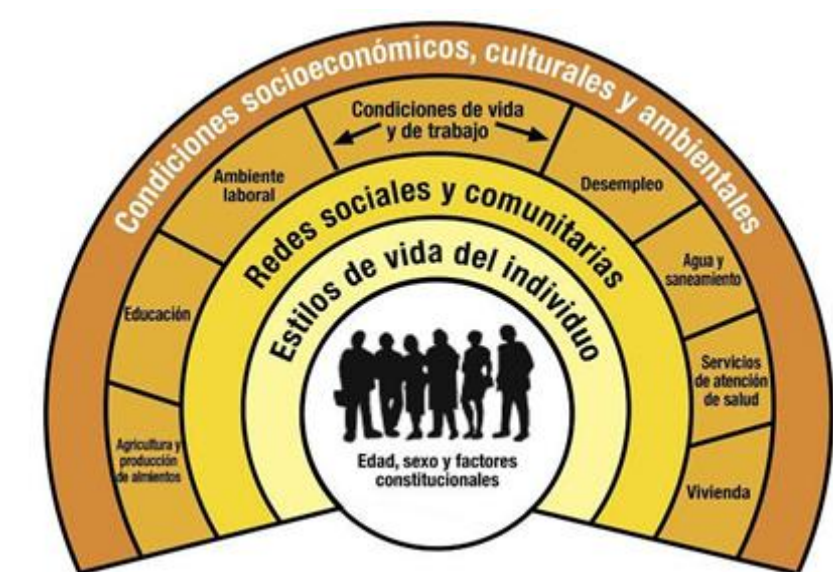 Condiciones socioeconómicos, culturales y ambientales
Condiciones de vida
y de trabajo
Ambiente
laboral
Desempleo
Educación
Agua y
saneamiento
Agricultura y
producción
de almientos
Servicios
de atención
de salud
Vivienda
Redes sociales y comunitarias
Estilos de vida del individuo
Edad, sexo y factores
constitucionales